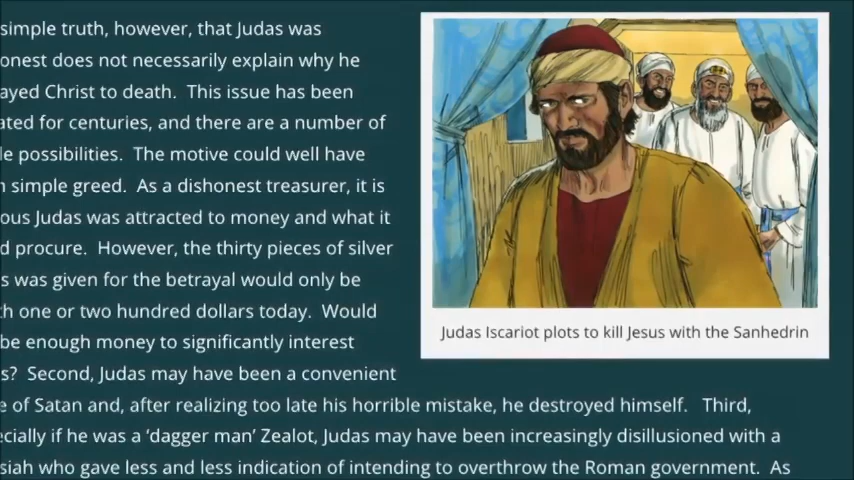 simple truth, however, that Judas was
onest does not necessarily explain why he
ayed Christ to death. This issue has been
ated for centuries, and there are a number of
le possibilities. The motive could well have
n simple greed. As a dishonest treasurer, it is
ous Judas was attracted to money and what it
d procure. However, the thirty pieces of silver
s was given for the betrayal would only be
th one or two hundred dollars today. Would
be enough money to significantly interest
s? Second, Judas may have been a convenient
e of Satan and, after realizing too late his horrible mistake, he destroyed himself. Third,
ecially if he was a ‘dagger man’ Zealot, Judas may have been increasingly disillusioned with a
siah who gave less and less indication of intending to overthrow the Roman government. As
Judas Iscariot plots to kill Jesus with the Sanhedrin